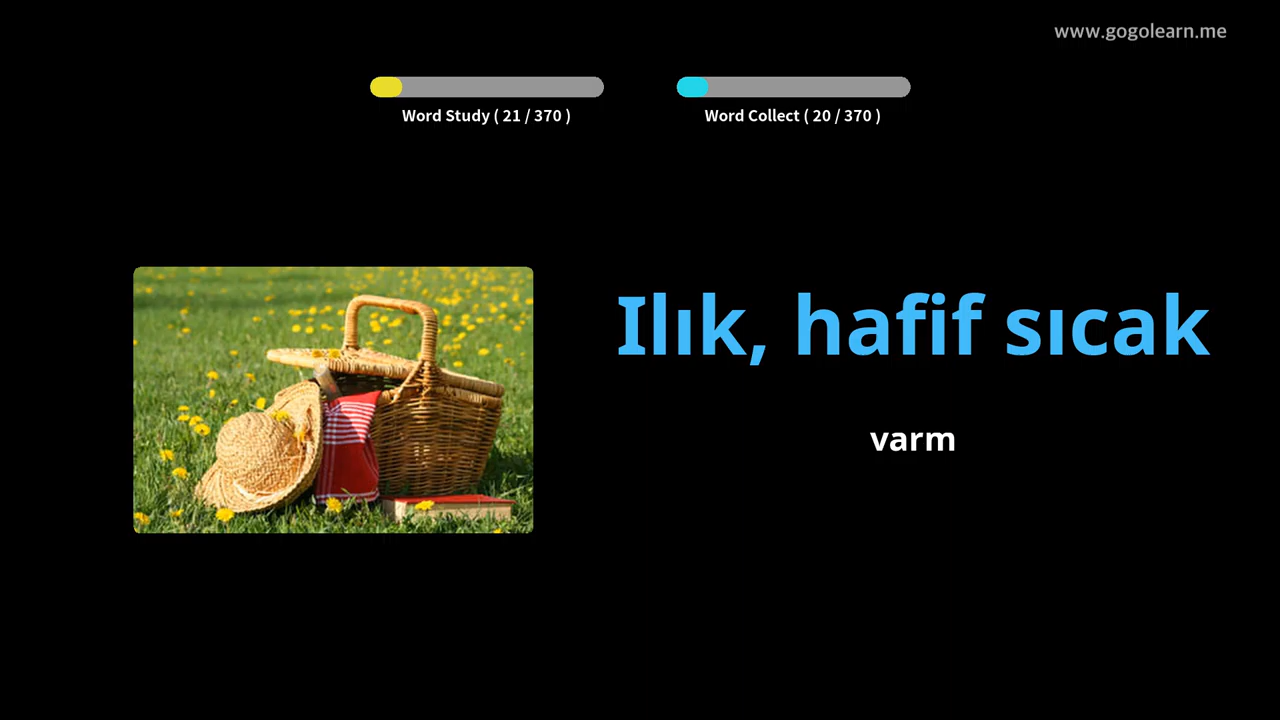 www.gogolearn.me
Word Study ( 21 / 370 )
Word Collect ( 20 / 370 )
Ilık, hafif sıcak
varm